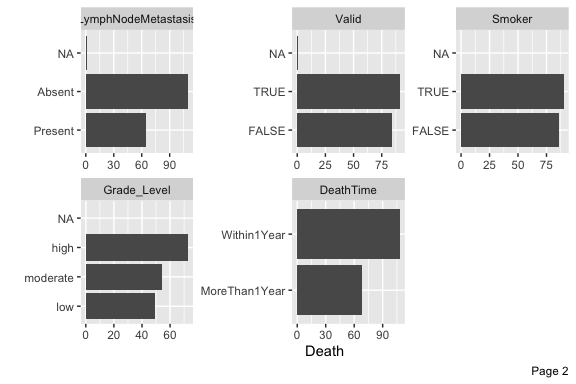 LymphNodeMetastasis
NA
Absent
Present
0 30 60 90
Valid
NA
TRUE
FALSE
0 25 50 75
Smoker
NA
TRUE
FALSE
0 25 50 75
Grade_Level
NA
high
moderate
low
0 20 40 60
DeathTime
Within1Year
MoreThan1Year
0 30 60 90
Death
Page 2